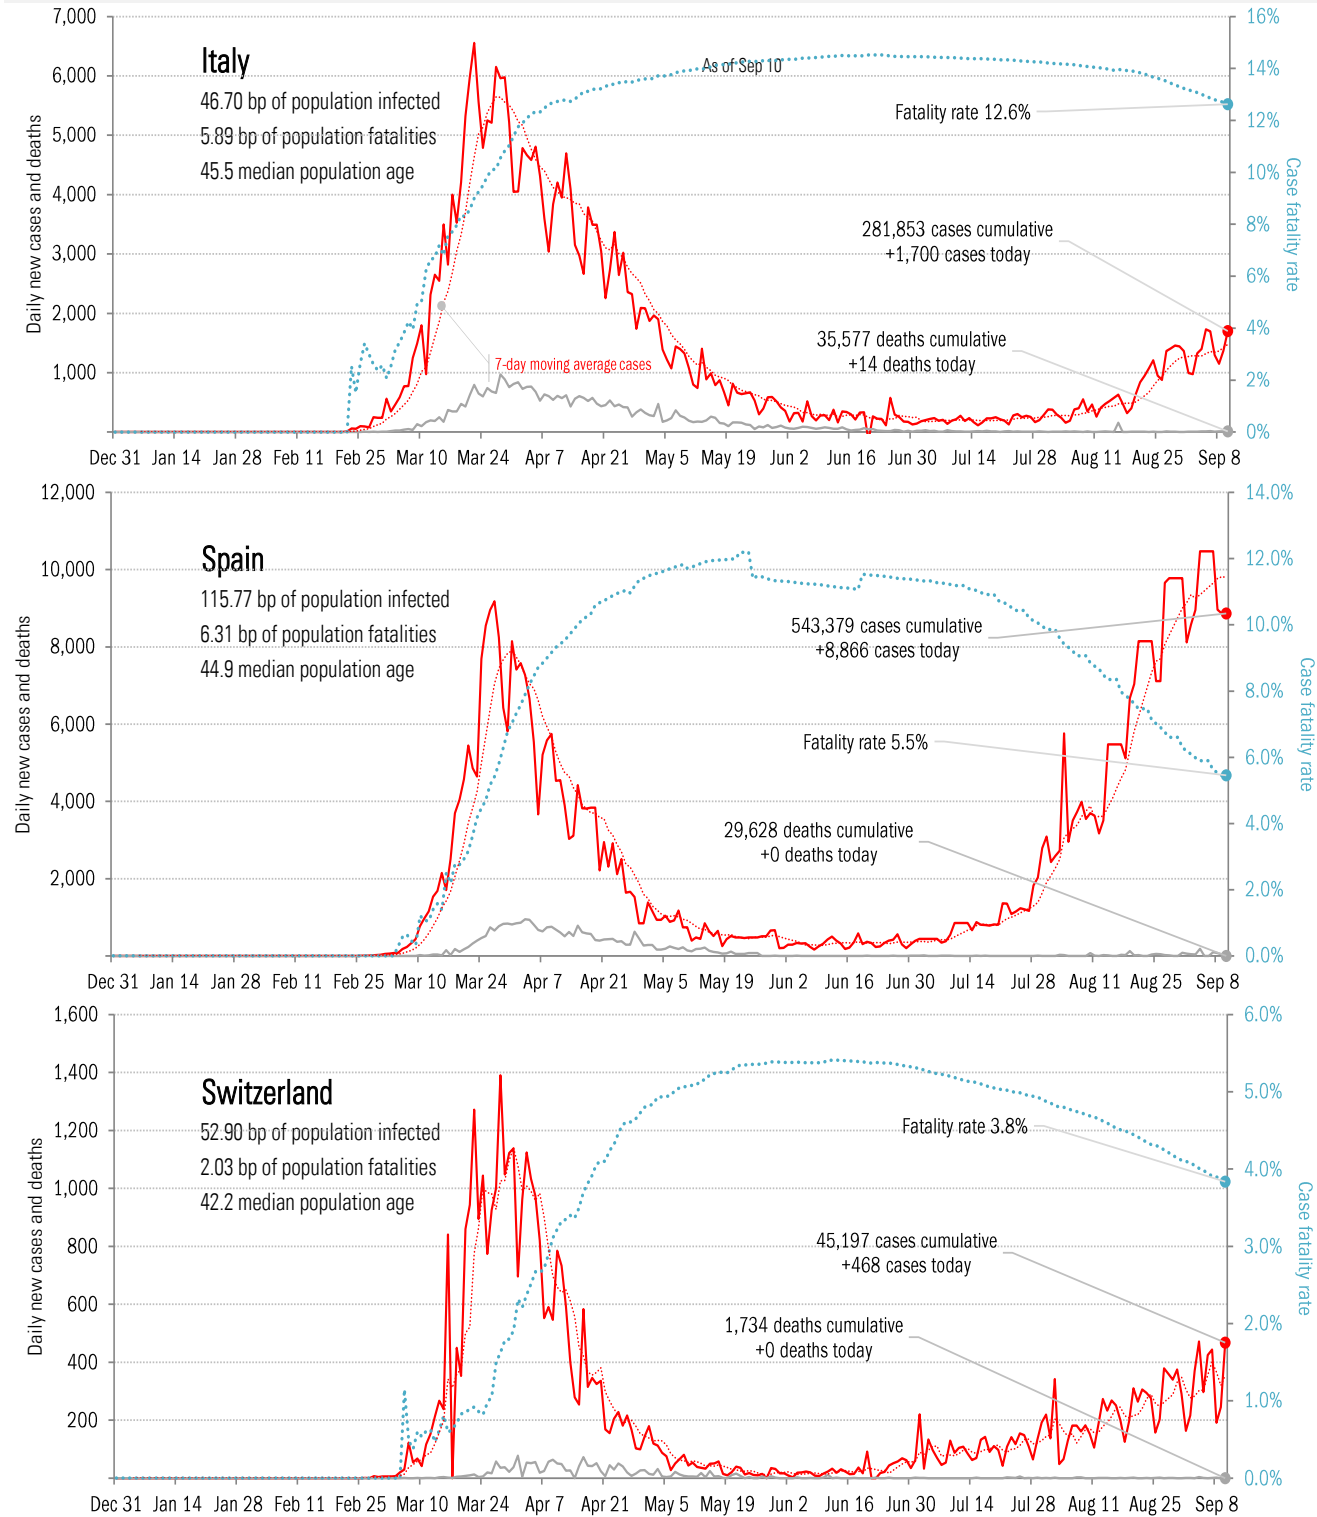 7,000
6,000
5,000
4,000
3,000
2,000
1,000
Daily new cases and deaths
Italy
46.70 bp of population infected
5.89 bp of population fatalities
45.5 median population age
As of Sep 10
Fatality rate 12.6%
281,853 cases cumulative
+1,700 cases today
35,577 deaths cumulative
+14 deaths today
7-day moving average cases
16%
14%
12%
10%
8%
6%
4%
2%
0%
Case fatality rate
Dec 31 Jan 14 Jan 28 Feb 11 Feb 25 Mar 10 Mar 24 Apr 7 Apr 21 May 5 May 19 Jun 2 Jun 16 Jun 30 Jul 14 Jul 28 Aug 11 Aug 25 Sep 8
12,000
10,000
8,000
6,000
4,000
2,000
Daily new cases and deaths
Spain
115.77 bp of population infected
6.31 bp of population fatalities
44.9 median population age
543,379 cases cumulative
+8,866 cases today
Fatality rate 5.5%
29,628 deaths cumulative
+0 deaths today
14.0%
12.0%
10.0%
8.0%
6.0%
4.0%
2.0%
0.0%
Case fatality rate
Dec 31 Jan 14 Jan 28 Feb 11 Feb 25 Mar 10 Mar 24 Apr 7 Apr 21 May 5 May 19 Jun 2 Jun 16 Jun 30 Jul 14 Jul 28 Aug 11 Aug 25 Sep 8
1,600
1,400
1,200
1,000
800
600
400
200
Daily new cases and deaths
Switzerland
52.90 bp of population infected
2.03 bp of population fatalities
42.2 median population age
Fatality rate 3.8%
45,197 cases cumulative
+468 cases today
1,734 deaths cumulative
+0 deaths today
6.0%
5.0%
4.0%
3.0%
2.0%
1.0%
0.0%
Case fatality rate
Dec 31 Jan 14 Jan 28 Feb 11 Feb 25 Mar 10 Mar 24 Apr 7 Apr 21 May 5 May 19 Jun 2 Jun 16 Jun 30 Jul 14 Jul 28 Aug 11 Aug 25 Sep 8